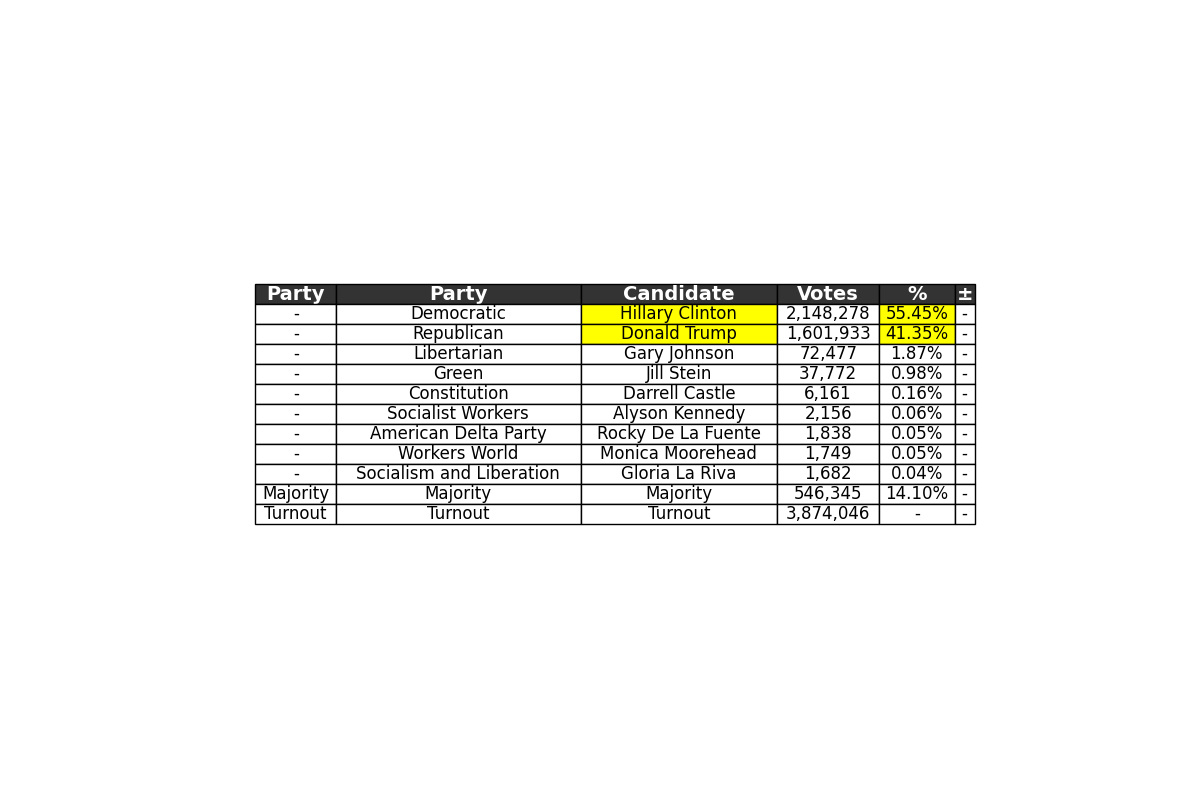 Party Party Candidate Votes % ±
- Democratic Hillary Clinton 2,148,278 55.45% -
- Republican Donald Trump 1,601,933 41.35% -
- Libertarian Gary Johnson 72,477 1.87% -
- Green Jill Stein 37,772 0.98% -
- Constitution Darrell Castle 6,161 0.16% -
- Socialist Workers Alyson Kennedy 2,156 0.06% -
- American Delta Party Rocky De La Fuente 1,838 0.05% -
- Workers World Monica Moorehead 1,749 0.05% -
- Socialism and Liberation Gloria La Riva 1,682 0.04% -
Majority Majority Majority 546,345 14.10% -
Turnout Turnout Turnout 3,874,046 - -